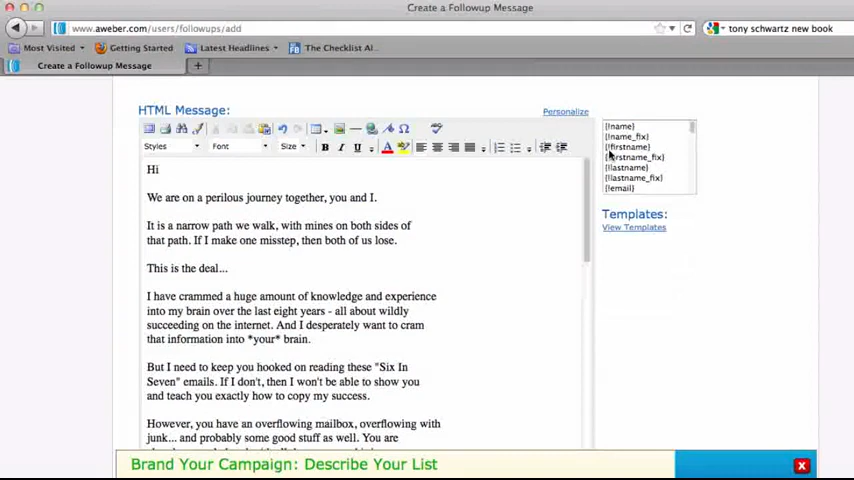 Create a Followup Message
www.aweber.com/users/followups/add
tony schwartz new book
Most Visited
Getting Started
Latest Headlines
The Checklist Al...
Create a Followup Message
HTML Message:
Personalize
Styles
Font
Size
B I U
Hi
We are on a perilous journey together, you and I.
It is a narrow path we walk, with mines on both sides of
that path. If I make one misstep, then both of us lose.
This is the deal...
I have crammed a huge amount of knowledge and experience
into my brain over the last eight years - all about wildly
succeeding on the internet. And I desperately want to cram
that information into *your* brain.
But I need to keep you hooked on reading these "Six In
Seven" emails. If I don't, then I won't be able to show you
and teach you exactly how to copy my success.
However, you have an overflowing mailbox, overflowing with
junk... and probably some good stuff as well. You are
{!name}
{!name_fix}
{!firstname}
{!firstname_fix}
{!lastname}
{!lastname_fix}
{!email}
Templates:
View Templates
Brand Your Campaign: Describe Your List